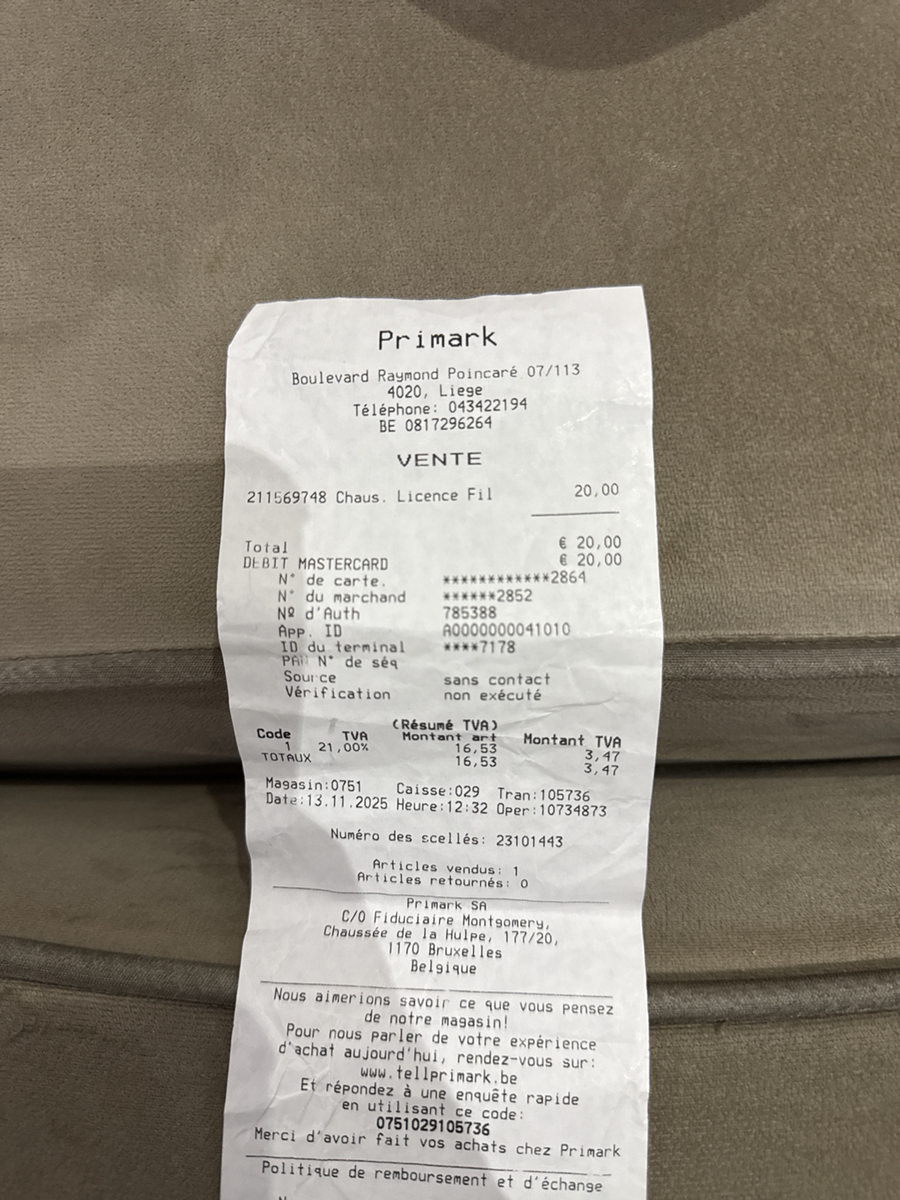 Primark
Boulevard Raymond Poincaré 07/113
4020, Liege
Téléphone: 043422194
BE 0817296264
VENTE
211569748 Chaus. Licence Fil 20,00
Total € 20,00
DEBIT MASTERCARD € 20,00
N° de carte. ************2864
N° du marchand ******2852
Nº d'Auth 785388
App. ID A0000000041010
ID du terminal ****7178
PAN N° de séq
Source sans contact
Vérification non exécuté
(Résumé TVA)
Code TVA Montant art Montant TVA
1 21,00% 16,53 3,47
TOTAUX 16,53 3,47
Magasin:0751 Caisse:029 Tran:105736
Date:13.11.2025 Heure:12:32 Oper:10734873
Numéro des scellés: 23101443
Articles vendus: 1
Articles retournés: 0
Primark SA
C/O Fiduciaire Montgomery,
Chaussée de la Hulpe, 177/20,
1170 Bruxelles
Belgique
Nous aimerions savoir ce que vous pensez
de notre magasin!
Pour nous parler de votre expérience
d'achat aujourd'hui, rendez-vous sur:
www.tellprimark.be
Et répondez à une enquête rapide
en utilisant ce code:
0751029105736
Merci d'avoir fait vos achats chez Primark
Politique de remboursement et d'échange